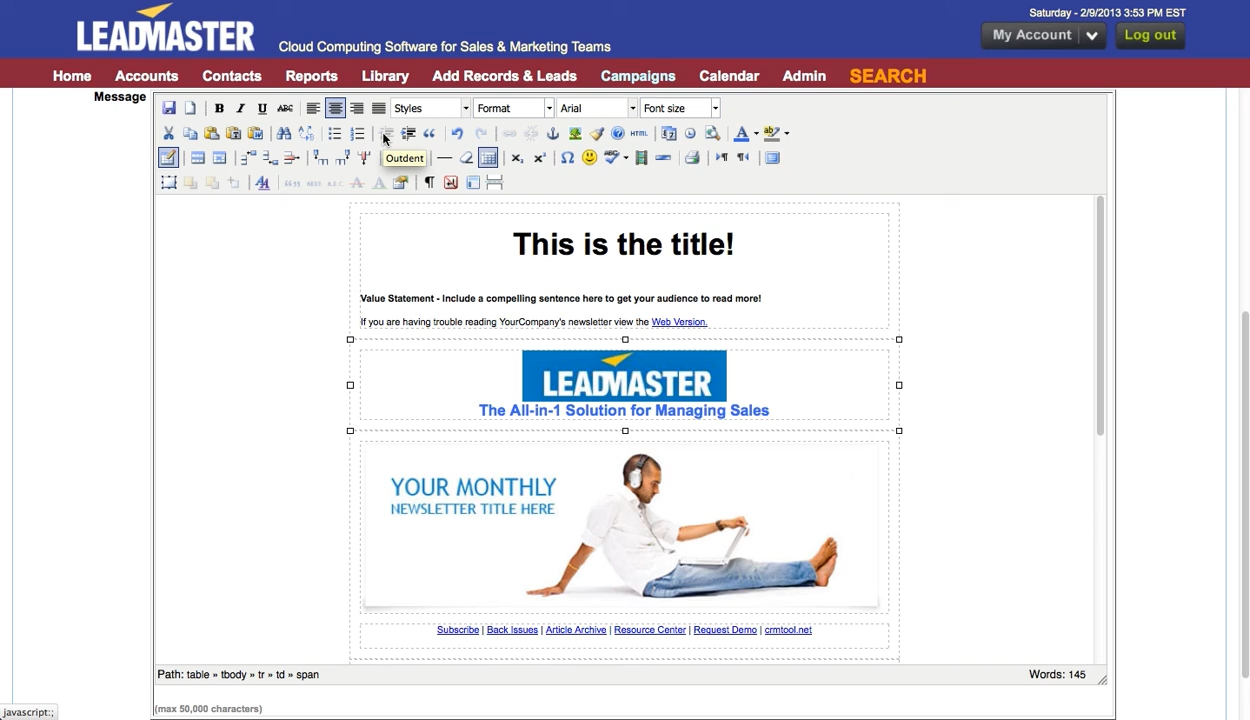 Saturday - 2/9/2013 3:53 PM EST
LEADMASTER
Cloud Computing Software for Sales & Marketing Teams
My Account
Log out
Home Accounts Contacts Reports Library Add Records & Leads Campaigns Calendar Admin SEARCH
Message
B I U ABC Styles Format Arial Font size
HTML
Outdent
This is the title!
Value Statement - Include a compelling sentence here to get your audience to read more!
If you are having trouble reading YourCompany's newsletter view the Web Version.
LEADMASTER
The All-in-1 Solution for Managing Sales
YOUR MONTHLY
NEWSLETTER TITLE HERE
Subscribe | Back Issues | Article Archive | Resource Center | Request Demo | crmtool.net
Path: table » tbody » tr » td » span
Words: 145
(max 50,000 characters)
javascript:;